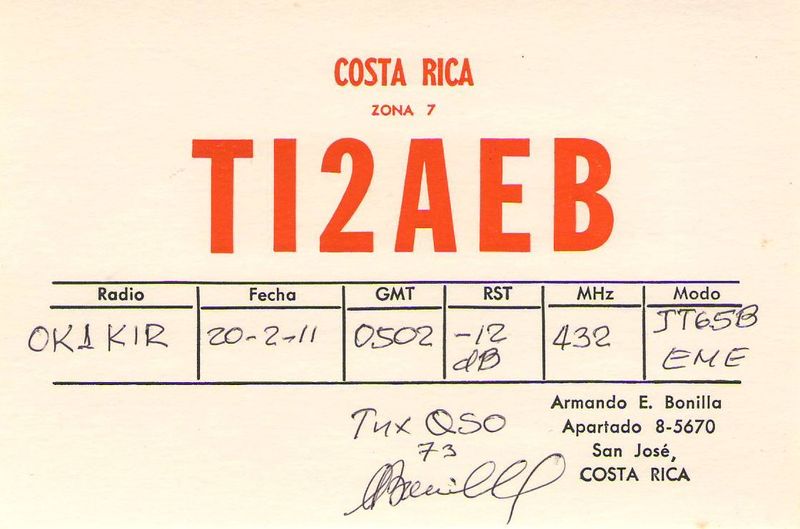 COSTA RICA
ZONA 7
TI2AEB
Radio Fecha GMT RST MHz Modo
OK1KIR 20-2-11 0502 -12 dB 432 JT65B EME
Tnx QSO
73
ABonilla
Armando E. Bonilla
Apartado 8-5670
San José,
COSTA RICA